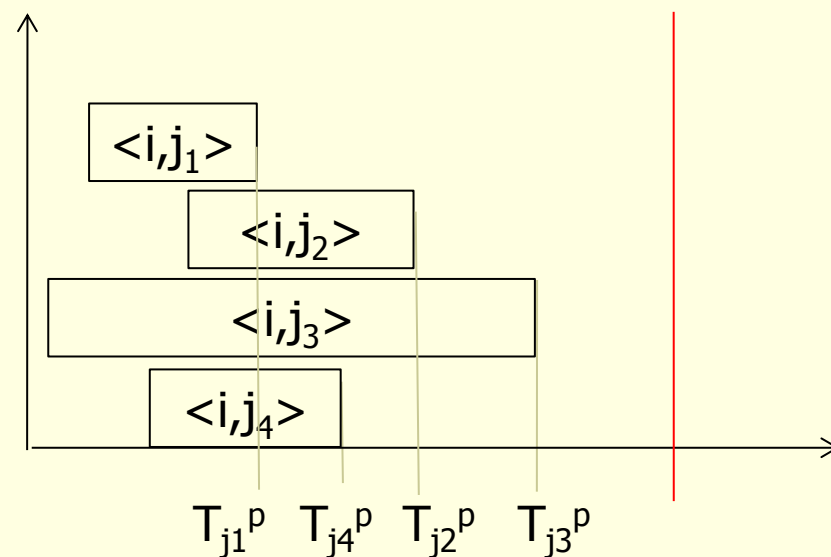 <i,j₁>
<i,j₂>
<i,j₃>
<i,j₄>
Tⱼ₁ᵖ Tⱼ₄ᵖ Tⱼ₂ᵖ Tⱼ₃ᵖ